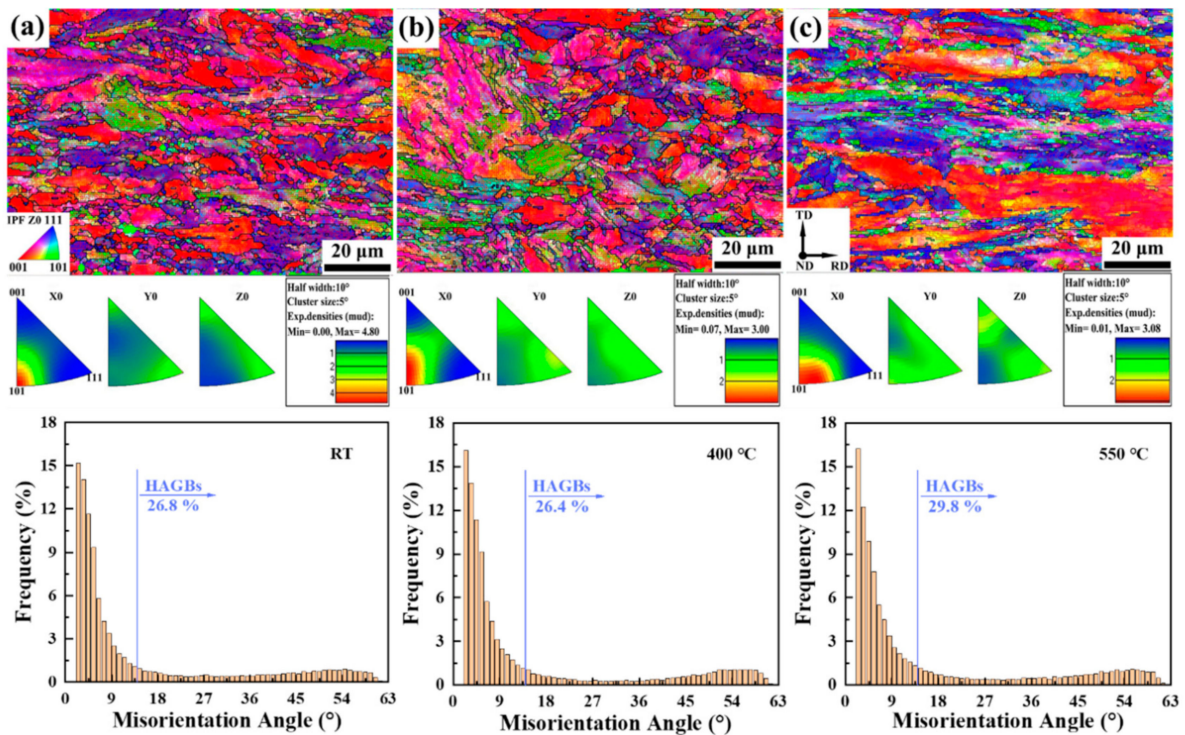 (a)
IPF Z0 111
001 101
20 µm
(b)
20 µm
(c)
TD
ND RD
20 µm
001 X0 Y0 Z0
111
101
Half width:10°
Cluster size:5°
Exp.densities (mud):
Min= 0.00, Max= 4.80
1
2
3
4
001 X0 Y0 Z0
111
101
Half width:10°
Cluster size:5°
Exp.densities (mud):
Min= 0.07, Max= 3.00
1
2
001 X0 Y0 Z0
111
101
Half width:10°
Cluster size:5°
Exp.densities (mud):
Min= 0.01, Max= 3.08
1
2
18
15
12
9
6
3
0
Frequency (%)
RT
HAGBs
26.8 %
0 9 18 27 36 45 54 63
Misorientation Angle (°)
18
15
12
9
6
3
0
Frequency (%)
400 °C
HAGBs
26.4 %
0 9 18 27 36 45 54 63
Misorientation Angle (°)
18
15
12
9
6
3
0
Frequency (%)
550 °C
HAGBs
29.8 %
0 9 18 27 36 45 54 63
Misorientation Angle (°)